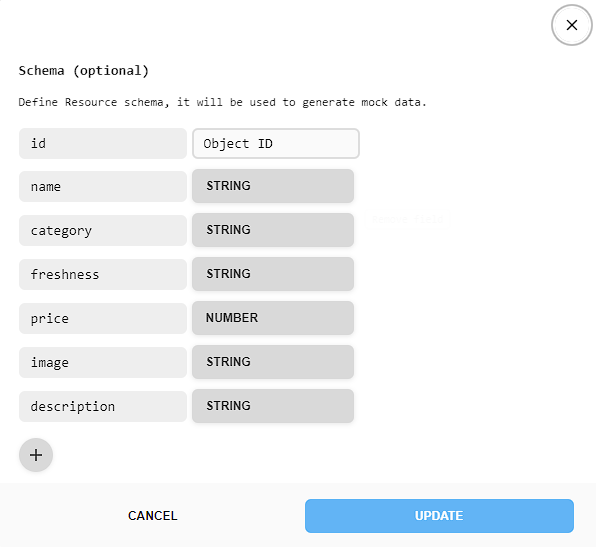 Schema (optional)
Define Resource schema, it will be used to generate mock data.
id Object ID
name STRING
category STRING
freshness STRING
price NUMBER
image STRING
description STRING
CANCEL UPDATE